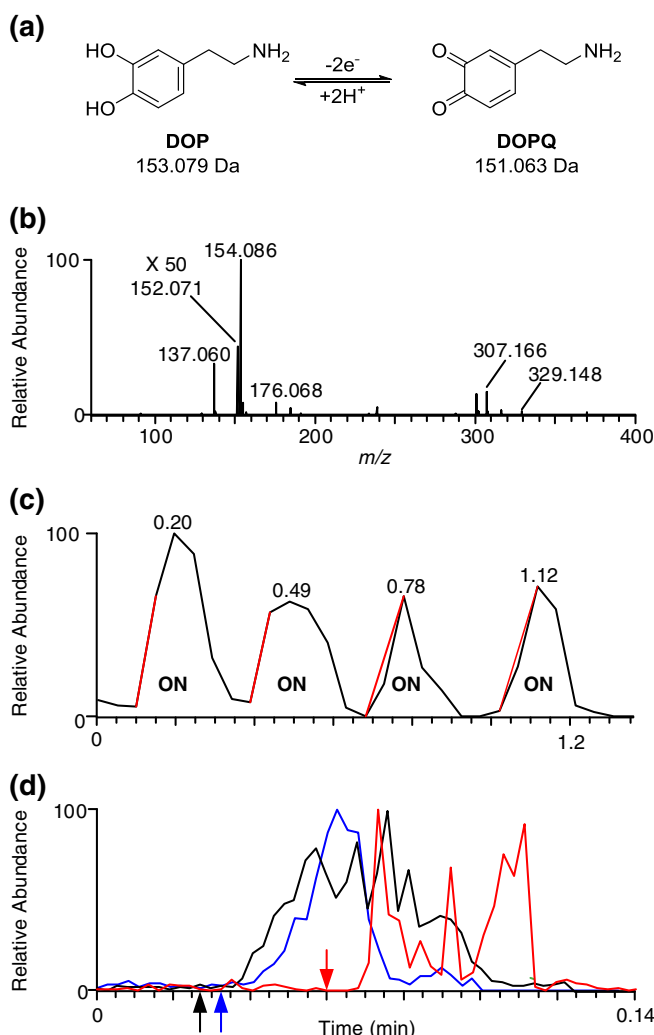 (a)
HO
HO
NH2
-2e-
+2H+
O
O
NH2
DOP
153.079 Da
DOPQ
151.063 Da
(b)
Relative Abundance
100
0
X 50
152.071
154.086
137.060
176.068
307.166
329.148
100
200
300
400
m/z
(c)
Relative Abundance
100
0
0.20
0.49
0.78
1.12
ON
ON
ON
ON
0
1.2
(d)
Relative Abundance
100
0
0
Time (min)
0.14